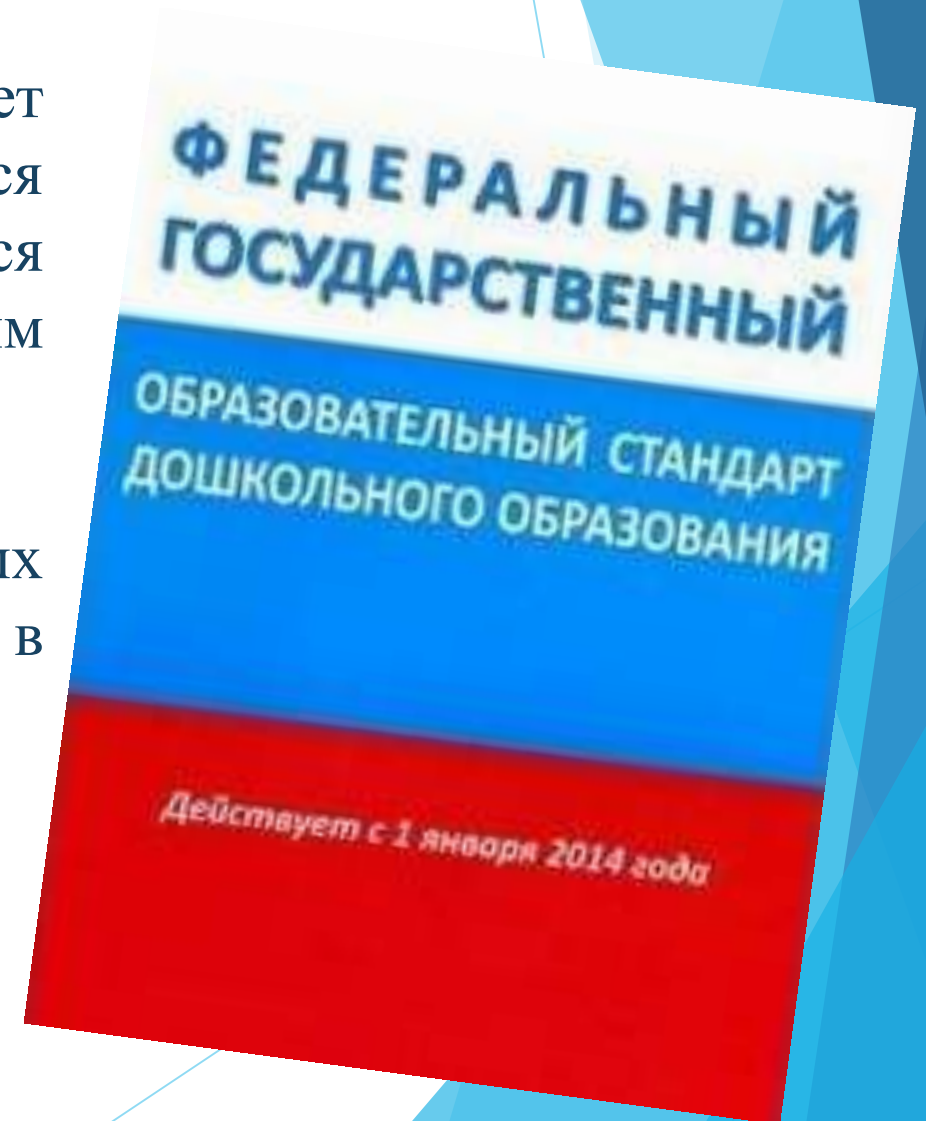 ФЕДЕРАЛЬНЫЙ
ГОСУДАРСТВЕННЫЙ
ОБРАЗОВАТЕЛЬНЫЙ СТАНДАРТ
ДОШКОЛЬНОГО ОБРАЗОВАНИЯ
Действует с 1 января 2014 года
в